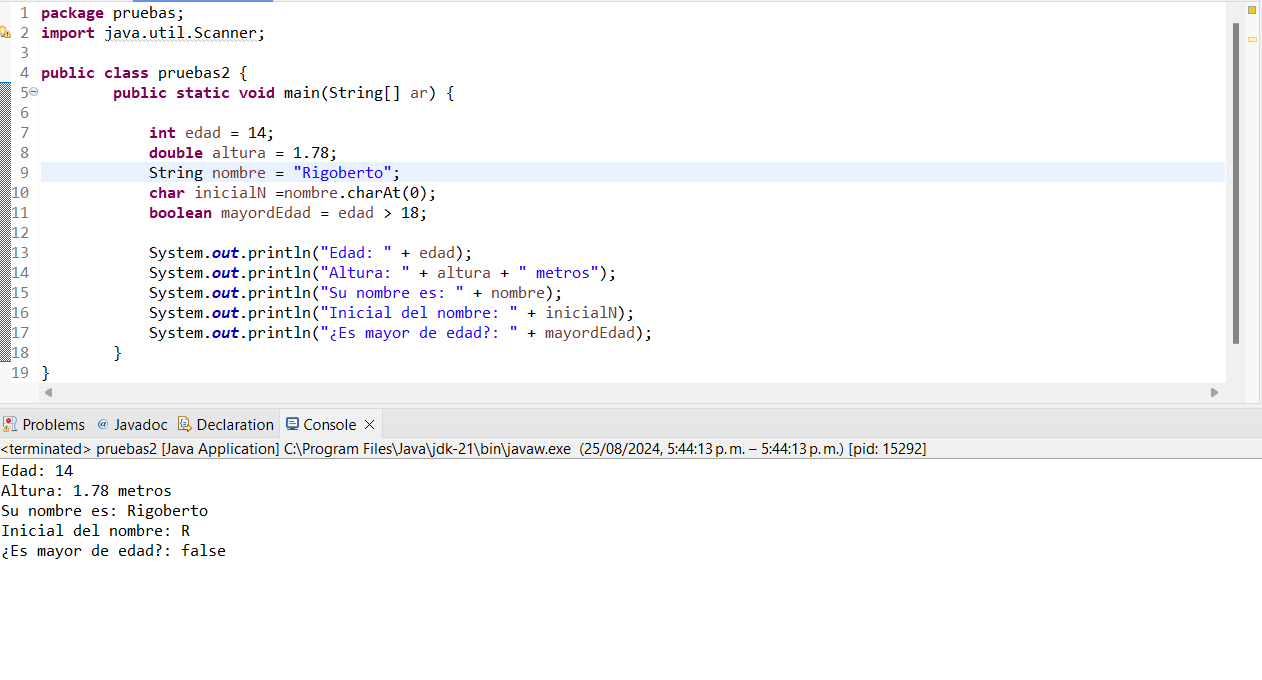 1 package pruebas;
2 import java.util.Scanner;
3
4 public class pruebas2 {
5 public static void main(String[] ar) {
6
7 int edad = 14;
8 double altura = 1.78;
9 String nombre = "Rigoberto";
10 char inicialN =nombre.charAt(0);
11 boolean mayordEdad = edad > 18;
12
13 System.out.println("Edad: " + edad);
14 System.out.println("Altura: " + altura + " metros");
15 System.out.println("Su nombre es: " + nombre);
16 System.out.println("Inicial del nombre: " + inicialN);
17 System.out.println("¿Es mayor de edad?: " + mayordEdad);
18 }
19 }
Problems @ Javadoc Declaration Console
<terminated> pruebas2 [Java Application] C:\Program Files\Java\jdk-21\bin\javaw.exe (25/08/2024, 5:44:13 p. m. – 5:44:13 p. m.) [pid: 15292]
Edad: 14
Altura: 1.78 metros
Su nombre es: Rigoberto
Inicial del nombre: R
¿Es mayor de edad?: false